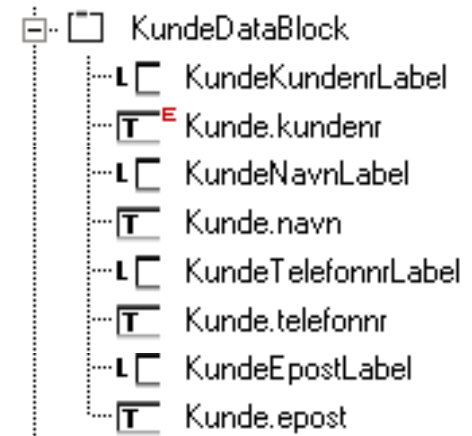 KundeDataBlock
L KundeKundenrLabel
T E Kunde.kundenr
L KundeNavnLabel
T Kunde.navn
L KundeTelefonnrLabel
T Kunde.telefonnr
L KundeEpostLabel
T Kunde.epost